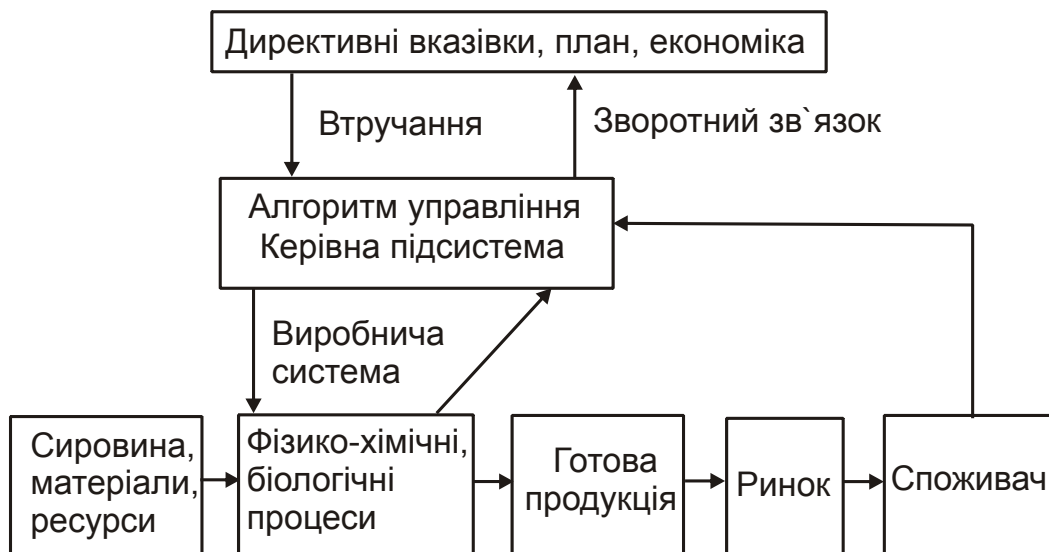 Директивні вказівки, план, економіка
Втручання
Зворотний зв`язок
Алгоритм управління
Керівна підсистема
Виробнича
система
Сировина,
матеріали,
ресурси
Фізико-хімічні,
біологічні
процеси
Готова
продукція
Ринок
Споживач